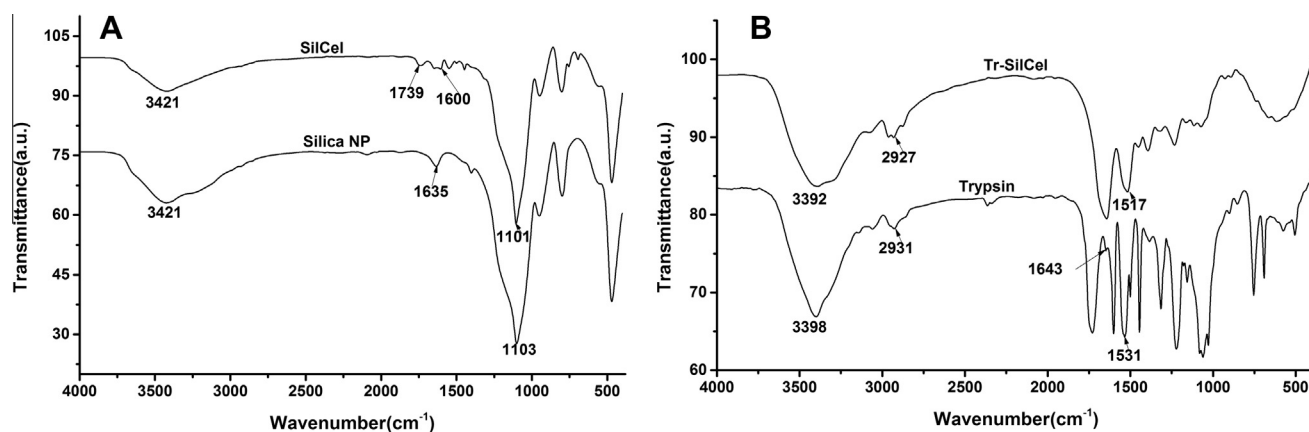 A
105
90
75
60
45
30
Transmittance(a.u.)
SilCel
3421
1739
1600
1101
Silica NP
3421
1635
1103
4000 3500 3000 2500 2000 1500 1000 500
Wavenumber(cm⁻¹)
B
100
90
80
70
60
Transmittance(a.u.)
Tr-SilCel
3392
2927
1517
Trypsin
3398
2931
1643
1531
4000 3500 3000 2500 2000 1500 1000 500
Wavenumber(cm⁻¹)